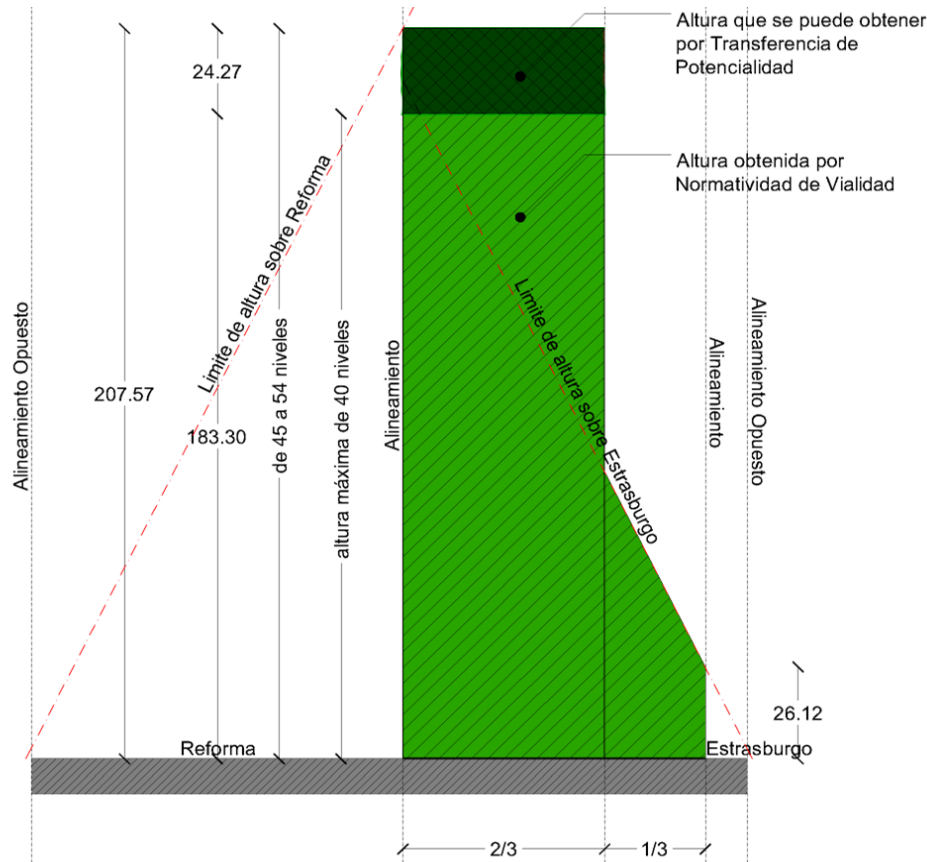 Altura que se puede obtener
por Transferencia de
Potencialidad
24.27
Altura obtenida por
Normatividad de Vialidad
Limite de altura sobre Reforma
Alineamiento Opuesto
207.57
183.30
de 45 a 54 niveles
altura máxima de 40 niveles
Alineamiento
Limite de altura sobre Estrasburgo
Alineamiento
Alineamiento Opuesto
26.12
Reforma
Estrasburgo
2/3
1/3